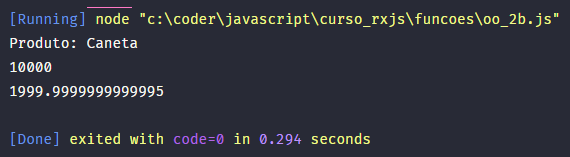 [Running] node "c:\coder\javascript\curso_rxjs\funcoes\oo_2b.js"
Produto: Caneta
10000
1999.9999999999995
[Done] exited with code=0 in 0.294 seconds